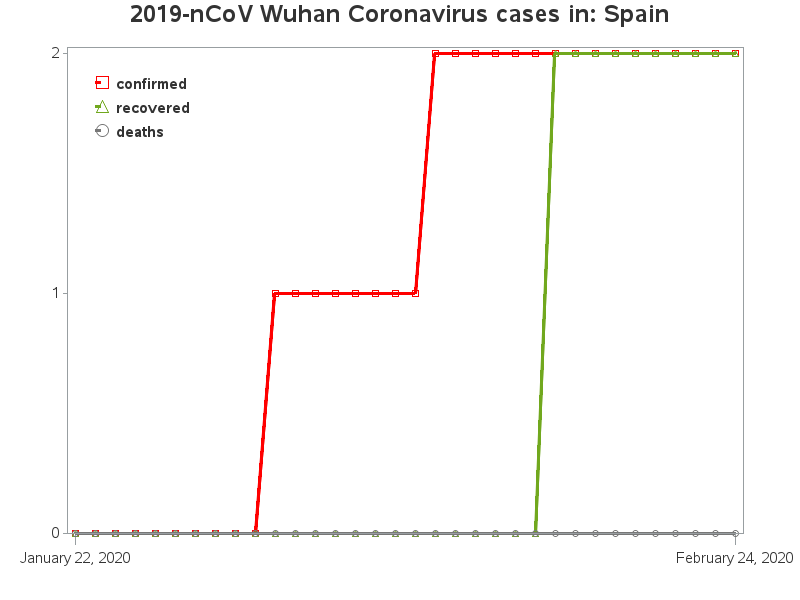 2019-nCoV Wuhan Coronavirus cases in: Spain
2
confirmed
recovered
deaths
1
0
January 22, 2020
February 24, 2020